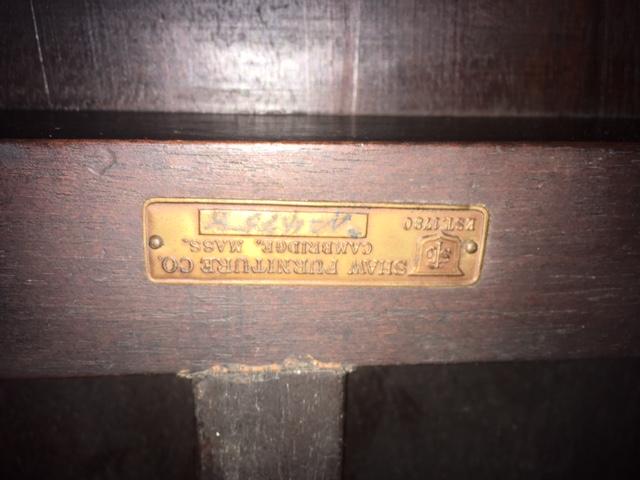 SHAW FURNITURE CO.
CAMBRIDGE, MASS.
EST. 1780